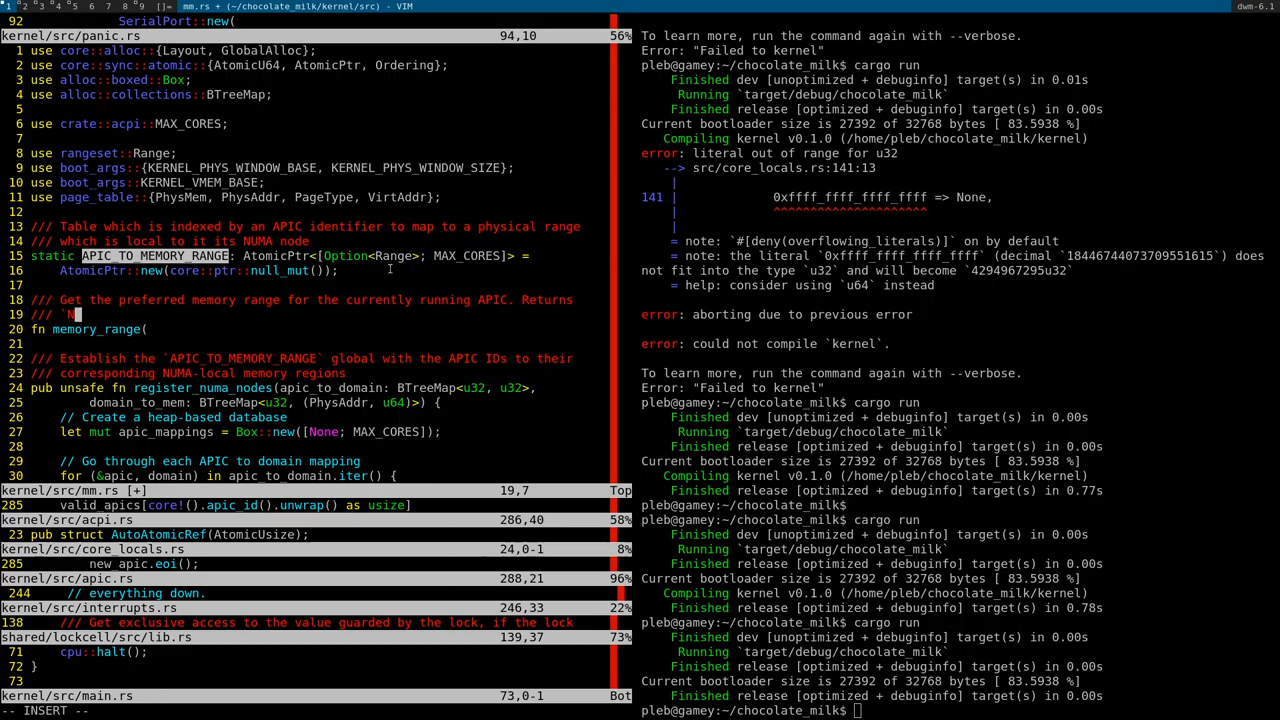 1 2 3 4 5 6 7 8 9 []= mm.rs + (~/chocolate_milk/kernel/src) - VIM dwm-6.1
92 SerialPort::new(
kernel/src/panic.rs 94,10 56%
1 use core::alloc::{Layout, GlobalAlloc};
2 use core::sync::atomic::{AtomicU64, AtomicPtr, Ordering};
3 use alloc::boxed::Box;
4 use alloc::collections::BTreeMap;
5
6 use crate::acpi::MAX_CORES;
7
8 use rangeset::Range;
9 use boot_args::{KERNEL_PHYS_WINDOW_BASE, KERNEL_PHYS_WINDOW_SIZE};
10 use boot_args::KERNEL_VMEM_BASE;
11 use page_table::{PhysMem, PhysAddr, PageType, VirtAddr};
12
13 /// Table which is indexed by an APIC identifier to map to a physical range
14 /// which is local to it its NUMA node
15 static APIC_TO_MEMORY_RANGE: AtomicPtr<[Option<Range>; MAX_CORES]> =
16 AtomicPtr::new(core::ptr::null_mut());
17
18 /// Get the preferred memory range for the currently running APIC. Returns
19 /// `N
20 fn memory_range(
21
22 /// Establish the `APIC_TO_MEMORY_RANGE` global with the APIC IDs to their
23 /// corresponding NUMA-local memory regions
24 pub unsafe fn register_numa_nodes(apic_to_domain: BTreeMap<u32, u32>,
25 domain_to_mem: BTreeMap<u32, (PhysAddr, u64)>) {
26 // Create a heap-based database
27 let mut apic_mappings = Box::new([None; MAX_CORES]);
28
29 // Go through each APIC to domain mapping
30 for (&apic, domain) in apic_to_domain.iter() {
kernel/src/mm.rs [+] 19,7 Top
285 valid_apics[core!().apic_id().unwrap() as usize]
kernel/src/acpi.rs 286,40 58%
23 pub struct AutoAtomicRef(AtomicUsize);
kernel/src/core_locals.rs 24,0-1 8%
285 new_apic.eoi();
kernel/src/apic.rs 288,21 96%
244 // everything down.
kernel/src/interrupts.rs 246,33 22%
138 /// Get exclusive access to the value guarded by the lock, if the lock
shared/lockcell/src/lib.rs 139,37 73%
71 cpu::halt();
72 }
73
kernel/src/main.rs 73,0-1 Bot
-- INSERT --
To learn more, run the command again with --verbose.
Error: "Failed to kernel"
pleb@gamey:~/chocolate_milk$ cargo run
Finished dev [unoptimized + debuginfo] target(s) in 0.01s
Running `target/debug/chocolate_milk`
Finished release [optimized + debuginfo] target(s) in 0.00s
Current bootloader size is 27392 of 32768 bytes [ 83.5938 %]
Compiling kernel v0.1.0 (/home/pleb/chocolate_milk/kernel)
error: literal out of range for u32
--> src/core_locals.rs:141:13
|
141 | 0xffff_ffff_ffff_ffff => None,
| ^^^^^^^^^^^^^^^^^^^^^
|
= note: `#[deny(overflowing_literals)]` on by default
= note: the literal `0xffff_ffff_ffff_ffff` (decimal `18446744073709551615`) does
not fit into the type `u32` and will become `4294967295u32`
= help: consider using `u64` instead
error: aborting due to previous error
error: could not compile `kernel`.
To learn more, run the command again with --verbose.
Error: "Failed to kernel"
pleb@gamey:~/chocolate_milk$ cargo run
Finished dev [unoptimized + debuginfo] target(s) in 0.00s
Running `target/debug/chocolate_milk`
Finished release [optimized + debuginfo] target(s) in 0.00s
Current bootloader size is 27392 of 32768 bytes [ 83.5938 %]
Compiling kernel v0.1.0 (/home/pleb/chocolate_milk/kernel)
Finished release [optimized + debuginfo] target(s) in 0.77s
pleb@gamey:~/chocolate_milk$
pleb@gamey:~/chocolate_milk$ cargo run
Finished dev [unoptimized + debuginfo] target(s) in 0.00s
Running `target/debug/chocolate_milk`
Finished release [optimized + debuginfo] target(s) in 0.00s
Current bootloader size is 27392 of 32768 bytes [ 83.5938 %]
Compiling kernel v0.1.0 (/home/pleb/chocolate_milk/kernel)
Finished release [optimized + debuginfo] target(s) in 0.78s
pleb@gamey:~/chocolate_milk$ cargo run
Finished dev [unoptimized + debuginfo] target(s) in 0.00s
Running `target/debug/chocolate_milk`
Finished release [optimized + debuginfo] target(s) in 0.00s
Current bootloader size is 27392 of 32768 bytes [ 83.5938 %]
Finished release [optimized + debuginfo] target(s) in 0.00s
pleb@gamey:~/chocolate_milk$